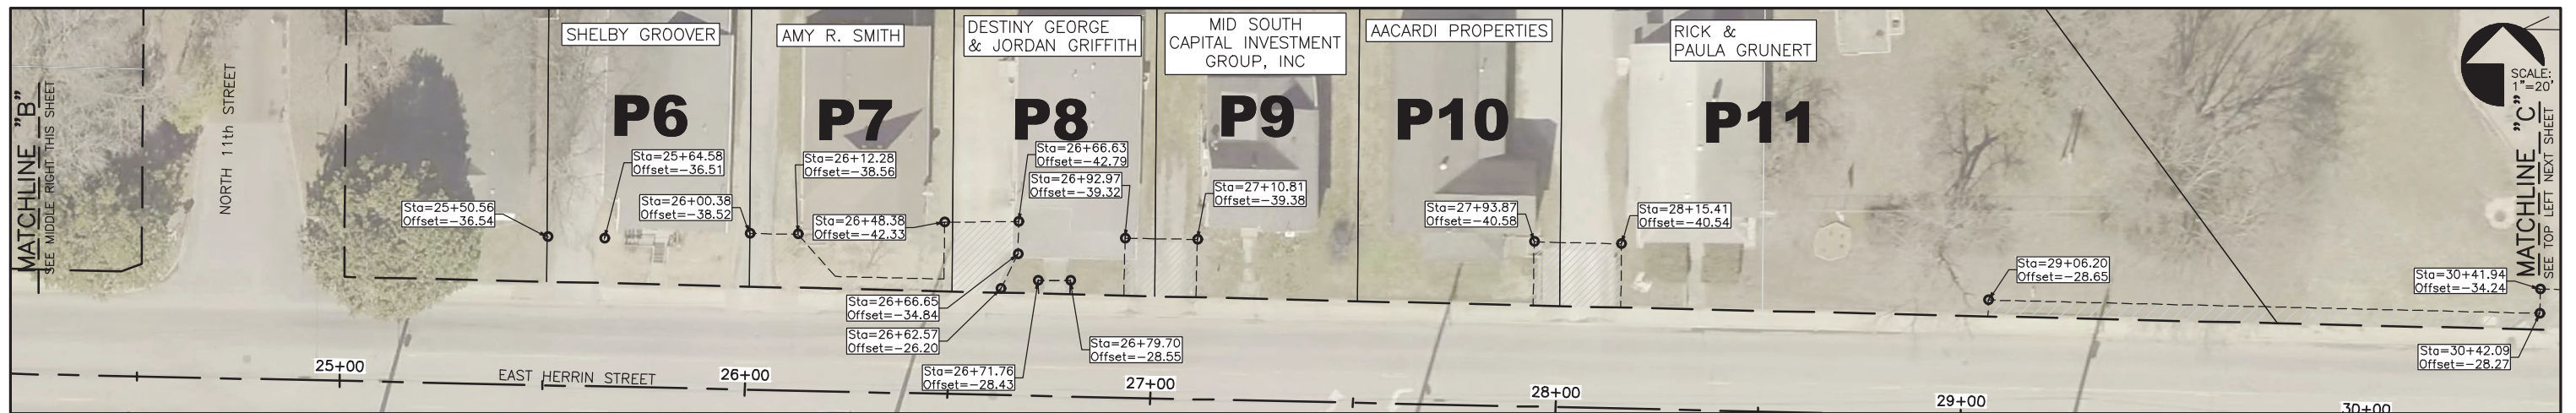 MATCHLINE "B"
SEE MIDDLE RIGHT THIS SHEET
NORTH 11th STREET
SHELBY GROOVER
AMY R. SMITH
DESTINY GEORGE
& JORDAN GRIFFITH
MID SOUTH
CAPITAL INVESTMENT
GROUP, INC
AACARDI PROPERTIES
RICK &
PAULA GRUNERT
SCALE:
1"=20'
P6
P7
P8
P9
P10
P11
Sta=25+50.56
Offset=-36.54
Sta=25+64.58
Offset=-36.51
Sta=26+00.38
Offset=-38.52
Sta=26+12.28
Offset=-38.56
Sta=26+48.38
Offset=-42.33
Sta=26+66.63
Offset=-42.79
Sta=26+92.97
Offset=-39.32
Sta=27+10.81
Offset=-39.38
Sta=27+93.87
Offset=-40.58
Sta=28+15.41
Offset=-40.54
Sta=29+06.20
Offset=-28.65
Sta=30+41.94
Offset=-34.24
Sta=26+66.65
Offset=-34.84
Sta=26+62.57
Offset=-26.20
Sta=26+71.76
Offset=-28.43
Sta=26+79.70
Offset=-28.55
Sta=30+42.09
Offset=-28.27
MATCHLINE "C"
SEE TOP LEFT NEXT SHEET
25+00
EAST HERRIN STREET
26+00
27+00
28+00
29+00
30+00